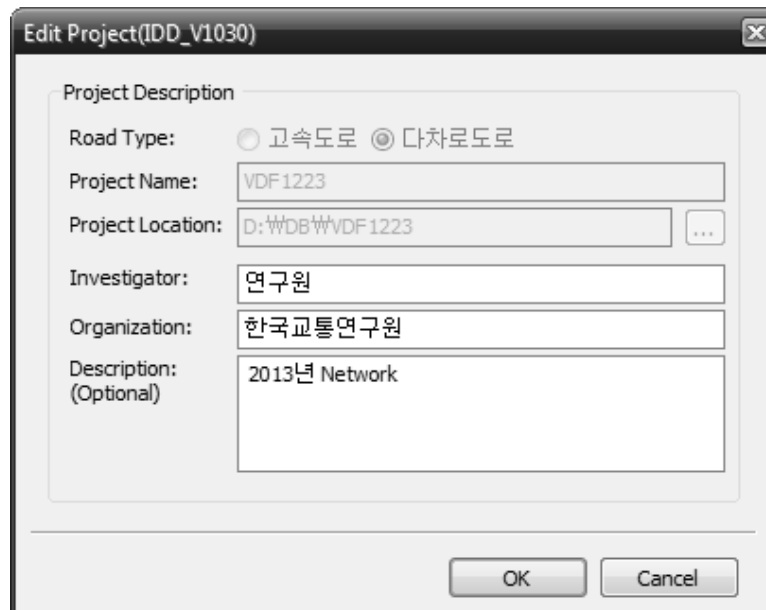 Edit Project(IDD_V1030)
Project Description
Road Type: 고속도로 다차로도로
Project Name: VDF1223
Project Location: D:₩DB₩VDF1223 ...
Investigator: 연구원
Organization: 한국교통연구원
Description: 2013년 Network
(Optional)
OK Cancel